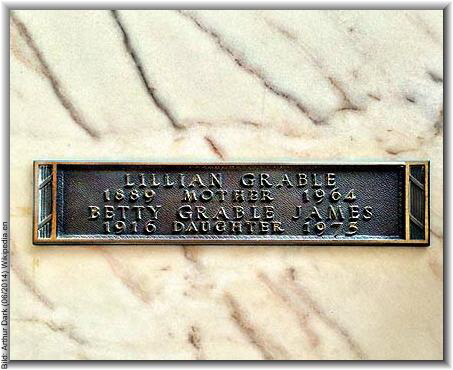 LILLIAN GRABLE
1889 MOTHER 1964
BETTY GRABLE JAMES
1916 DAUGHTER 1973
Bild: Arthur Dark (06/2014) Wikipedia en